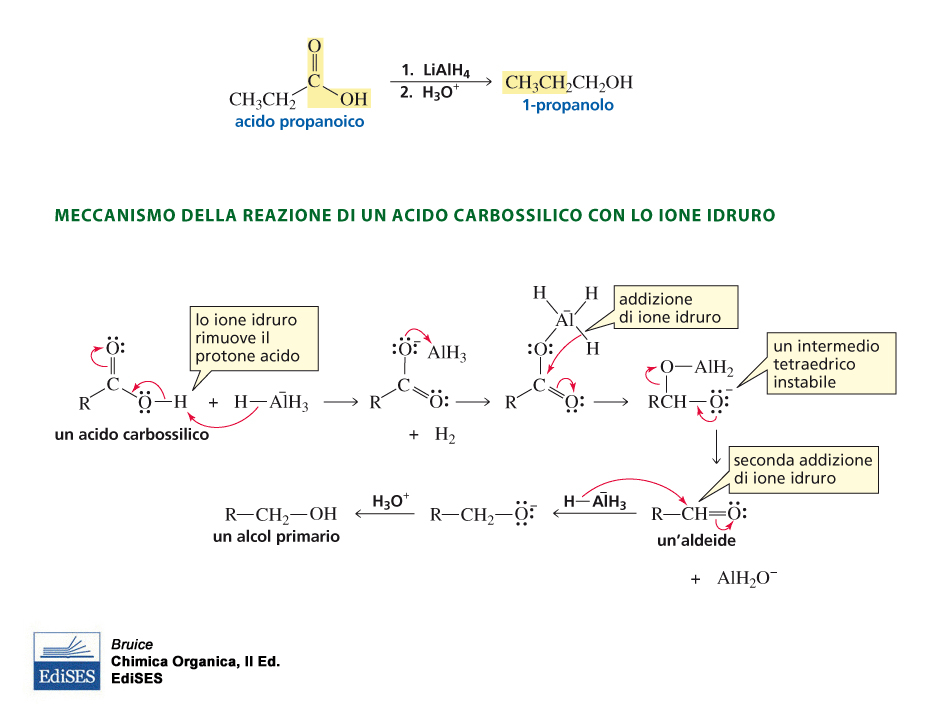 O
C
CH₃CH₂ OH
acido propanoico
1. LiAlH₄
2. H₃O⁺
CH₃CH₂CH₂OH
1-propanolo
MECCANISMO DELLA REAZIONE DI UN ACIDO CARBOSSILICO CON LO IONE IDRURO
lo ione idruro
rimuove il
protone acido
O
C
R O—H + H—AlH₃
un acido carbossilico
O⁻ AlH₃
C
R O
+ H₂
H H
Al
O H
C
R O
addizione
di ione idruro
O—AlH₂
RCH—O⁻
un intermedio
tetraedrico
instabile
seconda addizione
di ione idruro
R—CH₂—OH
un alcol primario
H₃O⁺
R—CH₂—O⁻
H—AlH₃
R—CH=O
un'aldeide
+ AlH₂O⁻
EdiSES
Bruice
Chimica Organica, II Ed.
EdiSES